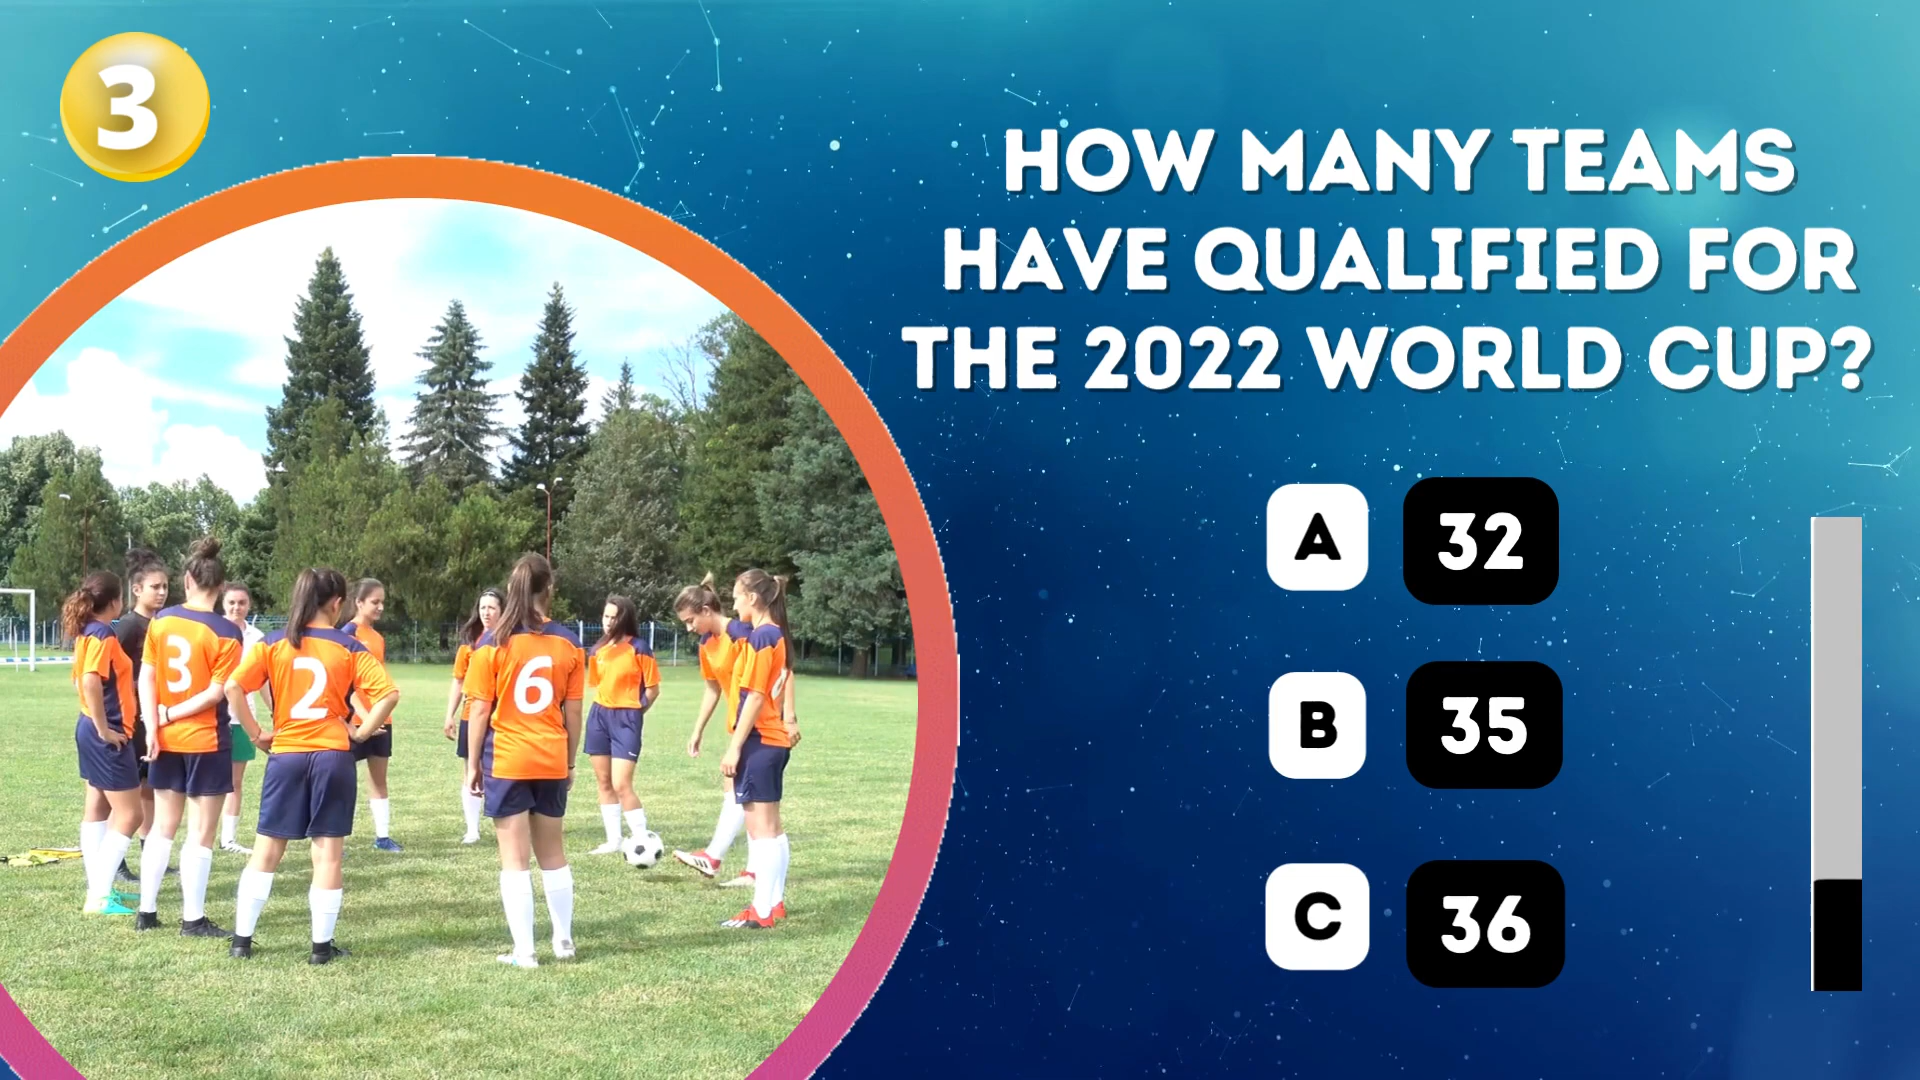 3
HOW MANY TEAMS
HAVE QUALIFIED FOR
THE 2022 WORLD CUP?
A 32
B 35
C 36
3
2
6